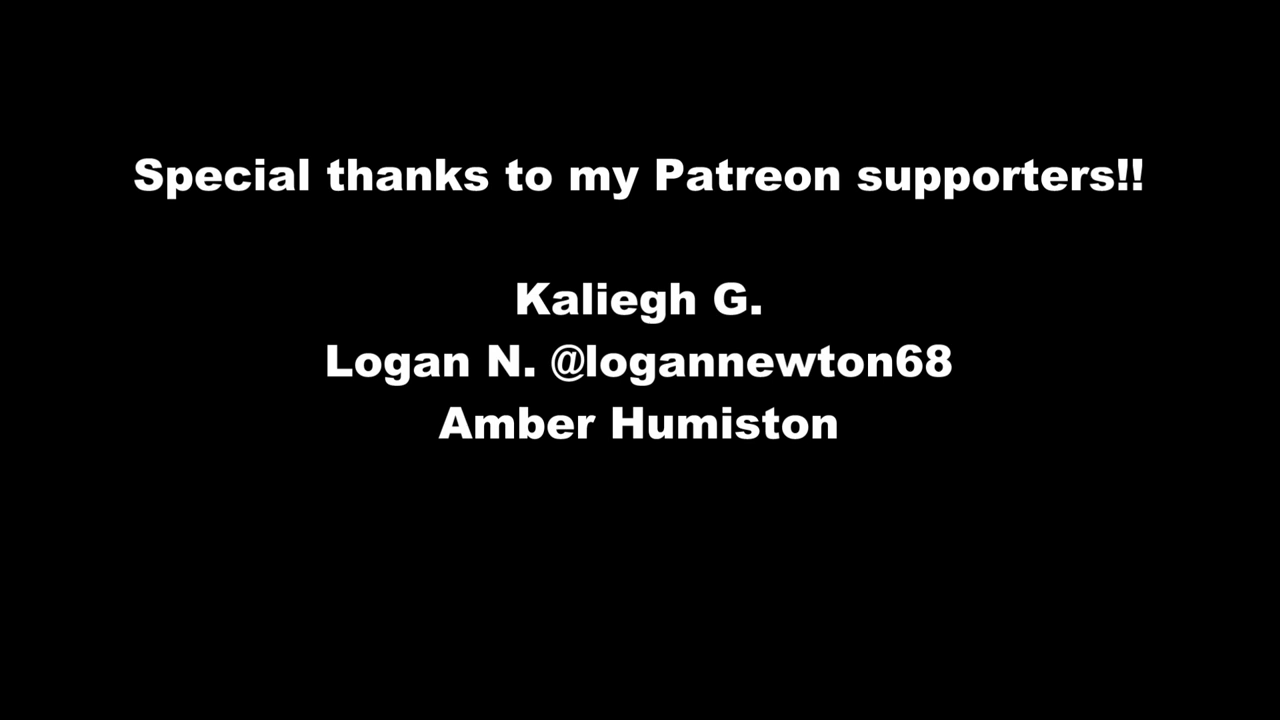 Special thanks to my Patreon supporters!!
Kaliegh G.
Logan N. @logannewton68
Amber Humiston